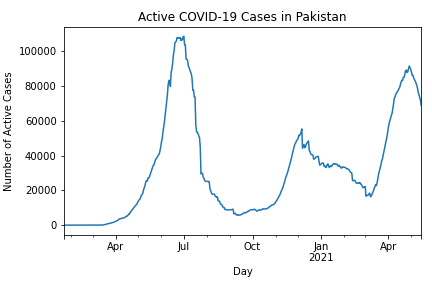 Active COVID-19 Cases in Pakistan
Number of Active Cases
100000
80000
60000
40000
20000
0
Apr
Jul
Oct
Jan
2021
Apr
Day